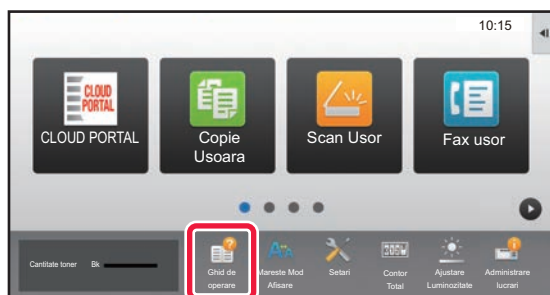 10:15
CLOUD
PORTAL
CLOUD PORTAL
Copie
Usoara
Scan Usor
Fax usor
Cantitate toner Bk
Ghid de
operare
Mareste Mod
Afisare
Setari
Contor
Total
Ajustare
Luminozitate
Administrare
lucrari